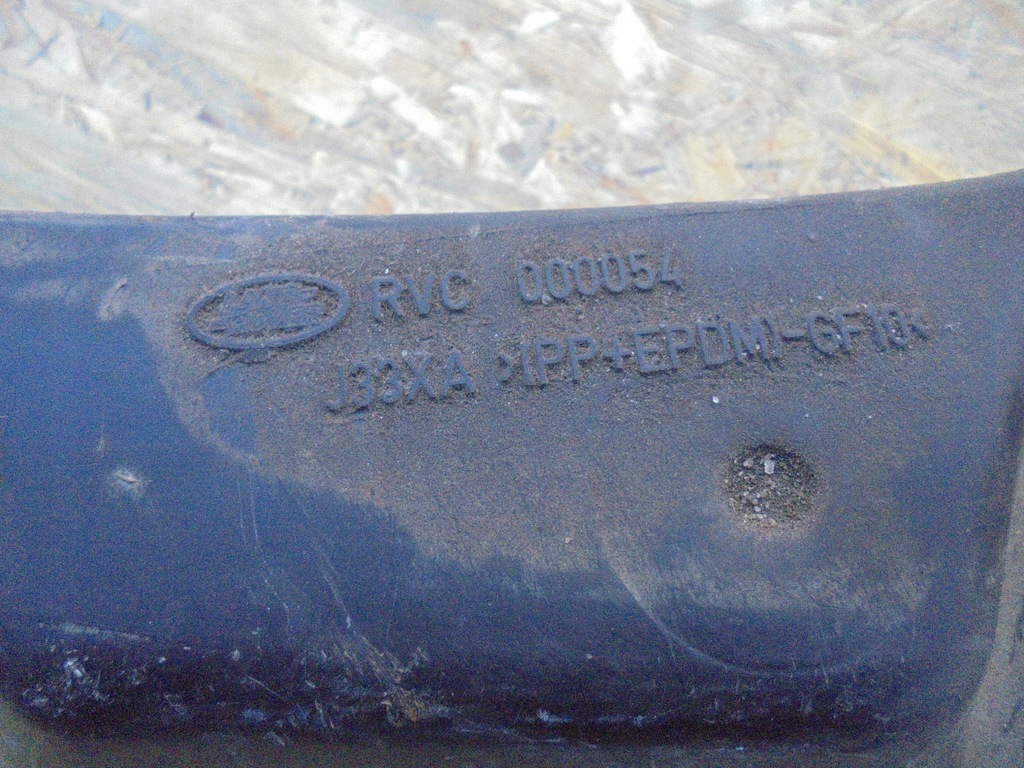 RVC 000054
J33XA >(PP+EPDM)-GF10<